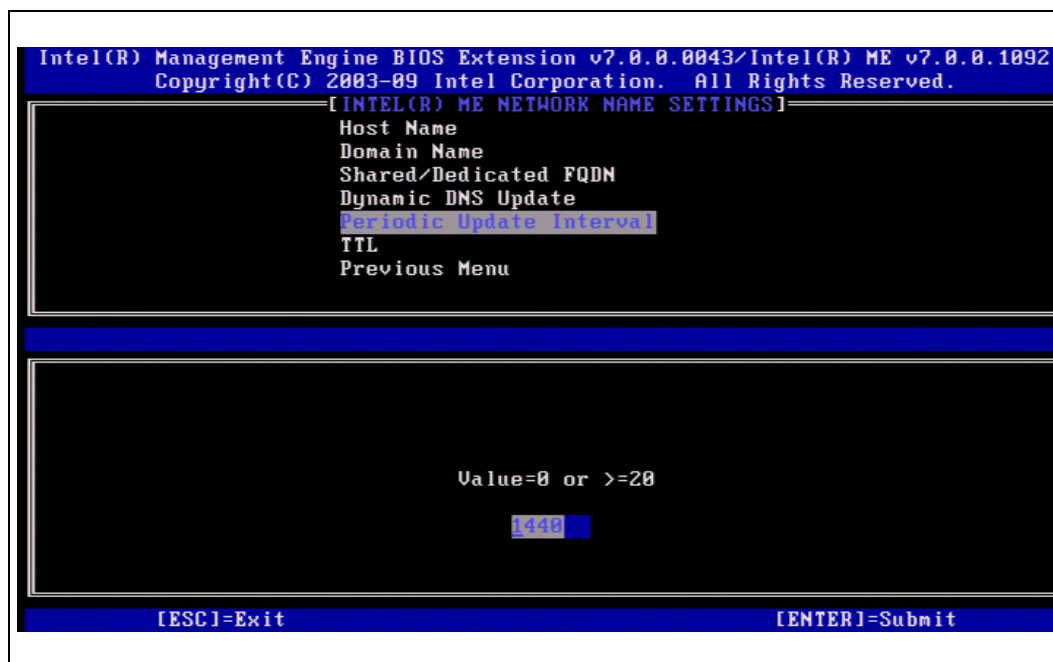 Intel(R) Management Engine BIOS Extension v7.0.0.0043/Intel(R) ME v7.0.0.1092
Copyright(C) 2003-09 Intel Corporation. All Rights Reserved.
[INTEL(R) ME NETWORK NAME SETTINGS]
Host Name
Domain Name
Shared/Dedicated FQDN
Dynamic DNS Update
Periodic Update Interval
TTL
Previous Menu
Value=0 or >=20
1440
[ESC]=Exit [ENTER]=Submit